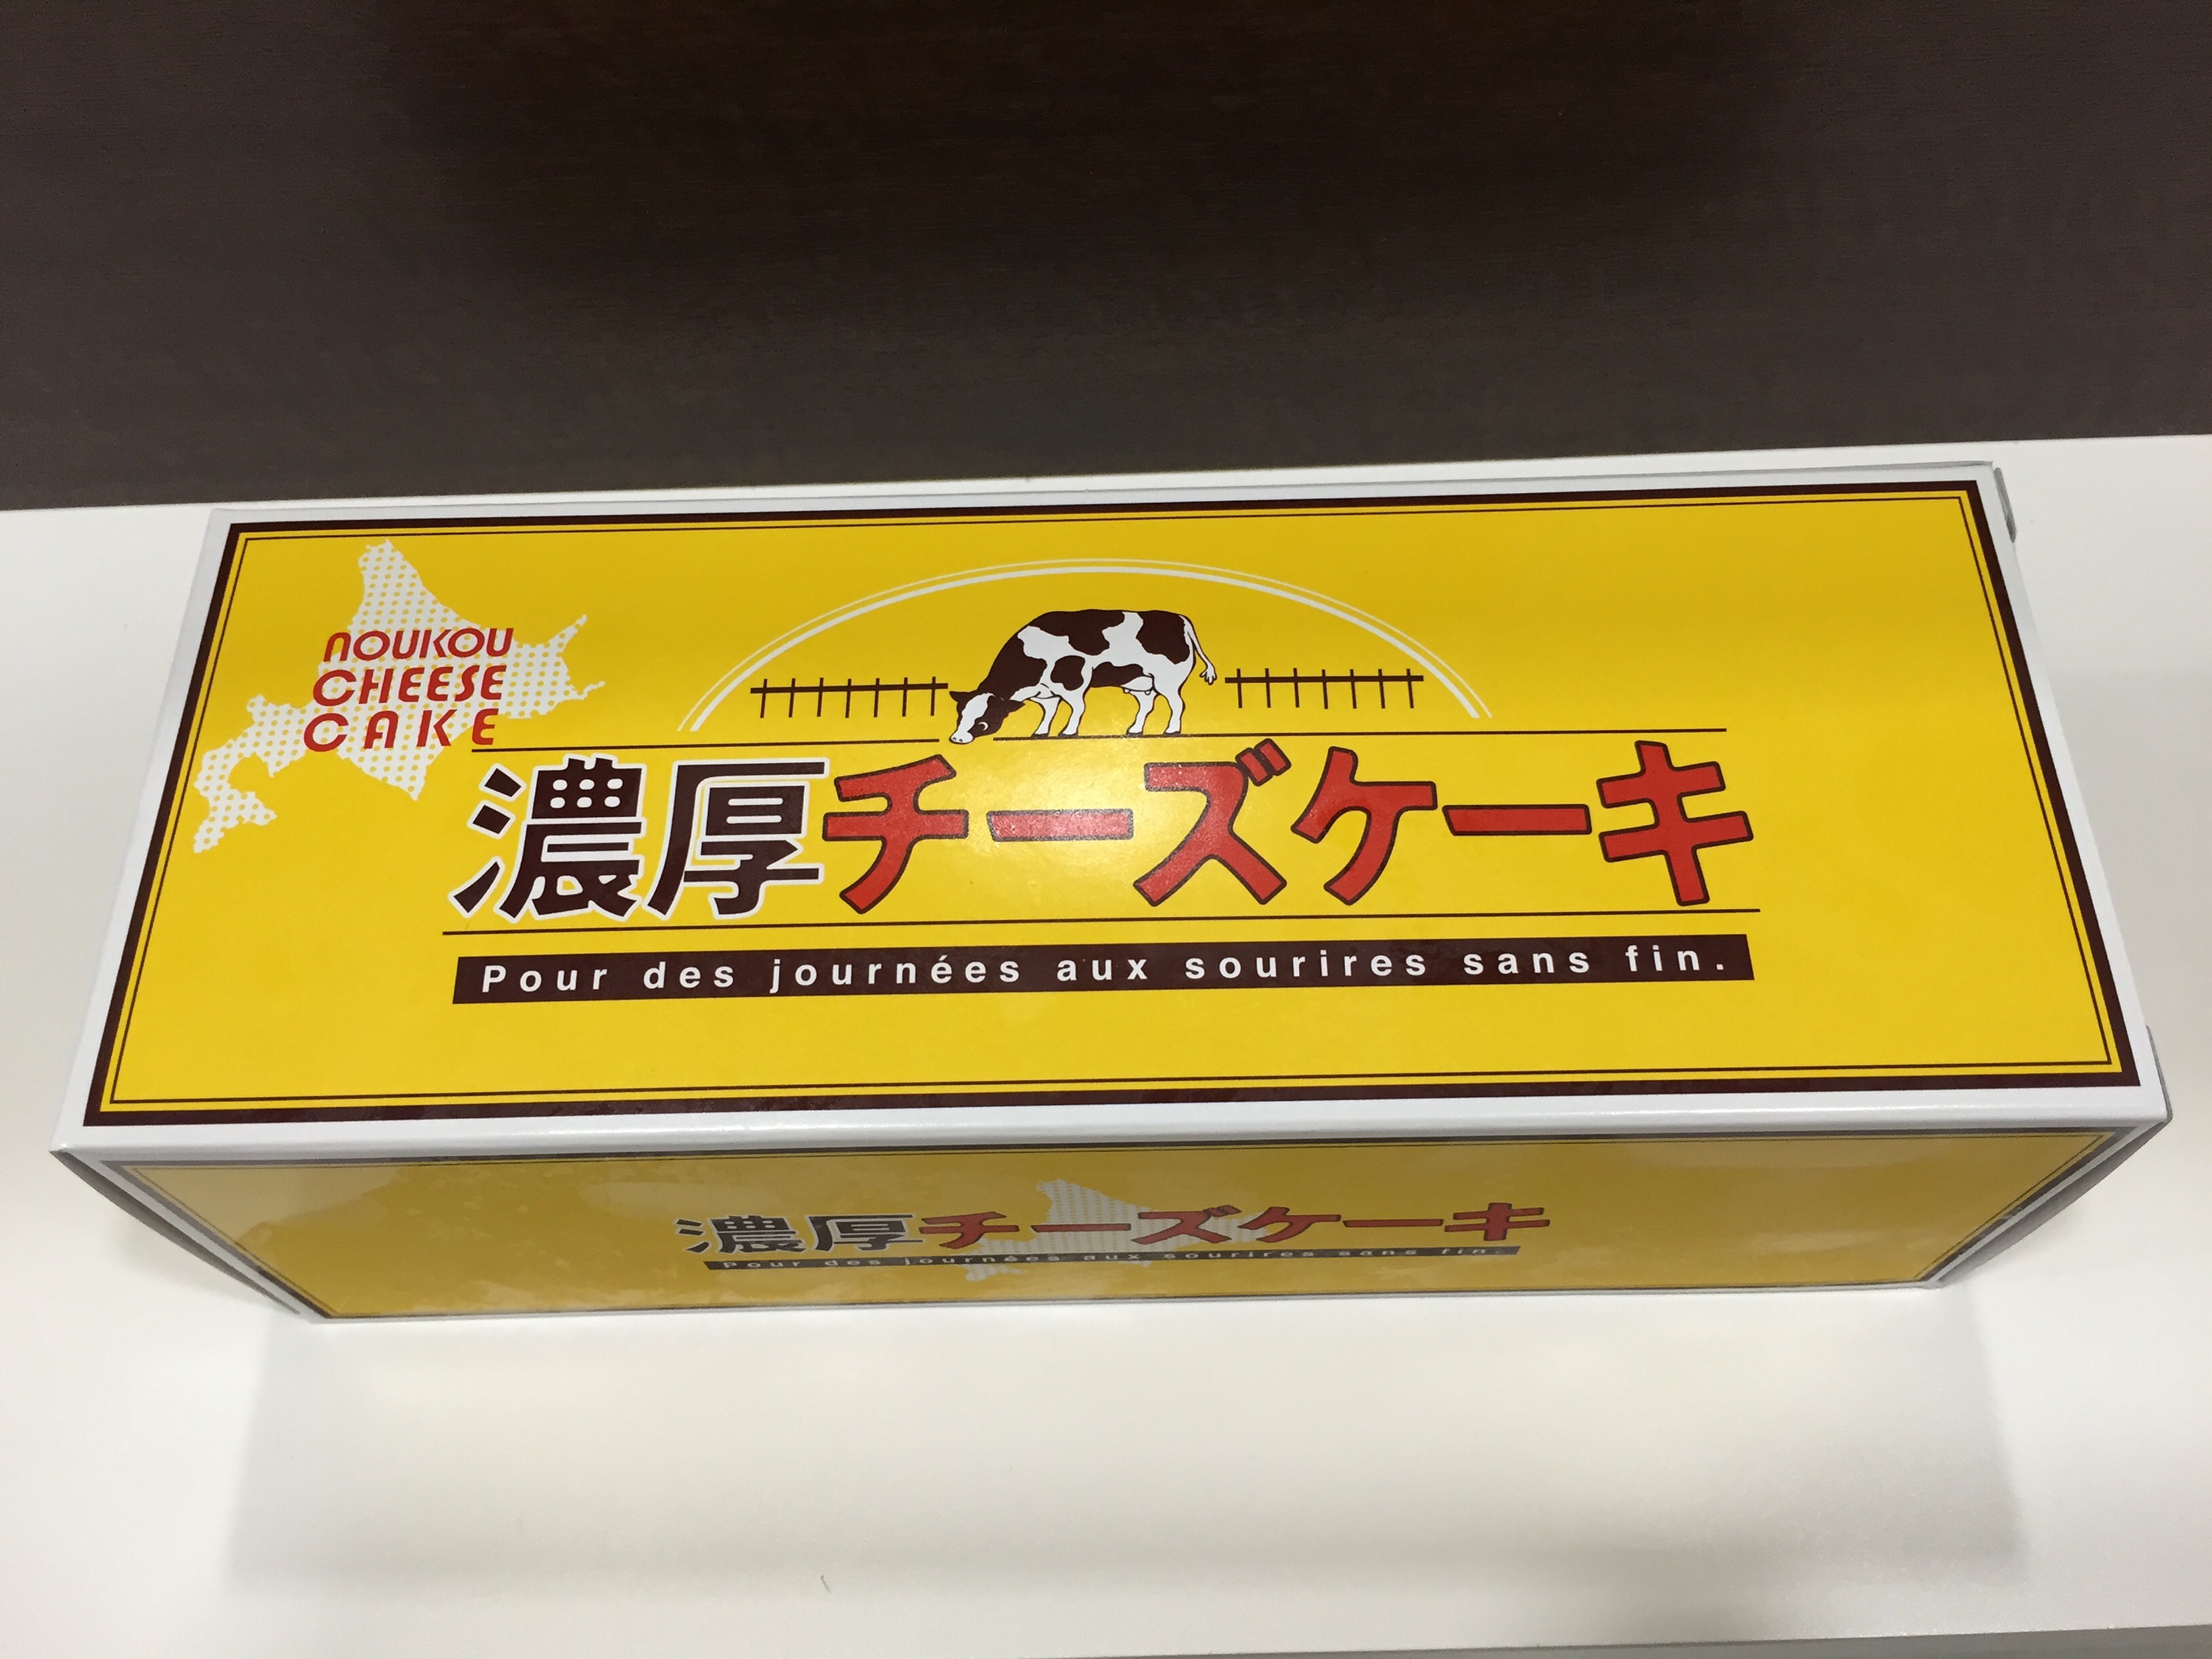 NOUKOU
CHEESE
CAKE
濃厚チーズケーキ
Pour des journées aux sourires sans fin.
濃厚チーズケーキ
Pour des journées aux sourires sans fin.